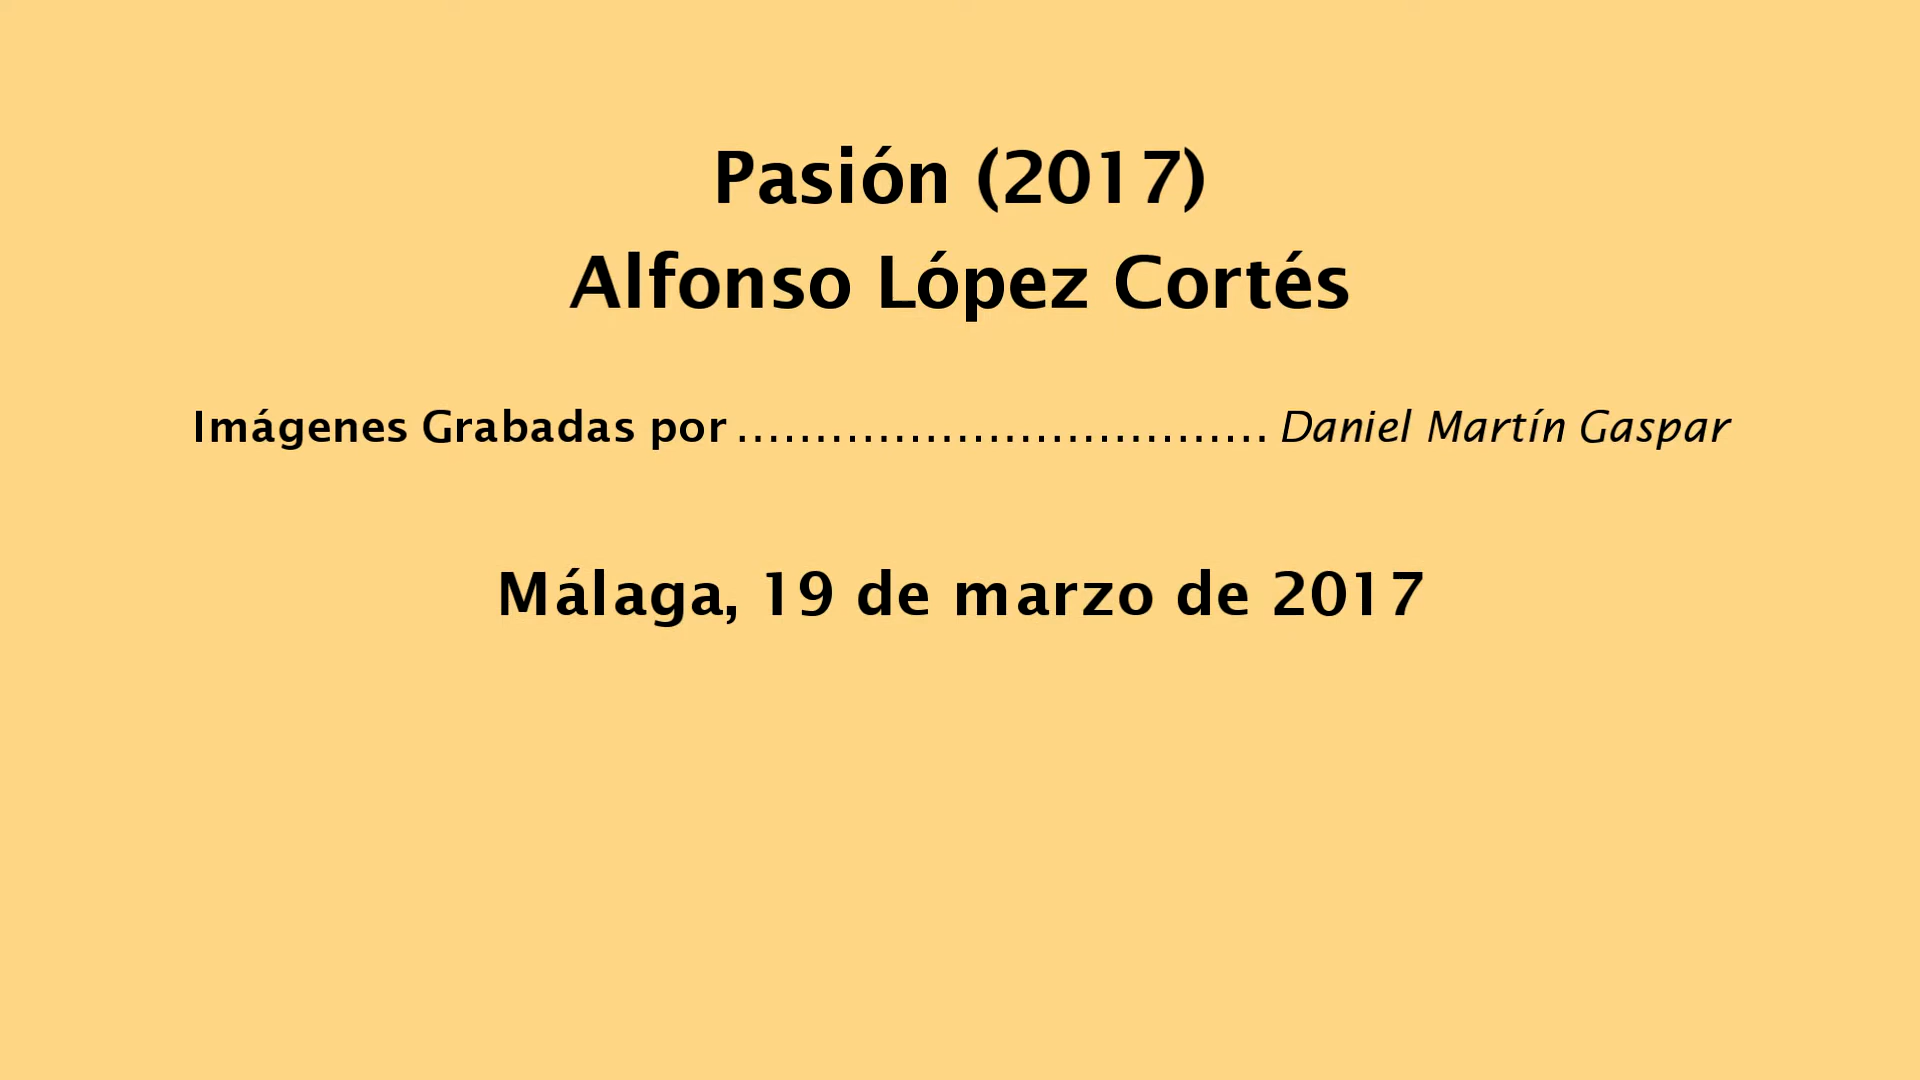 Pasión (2017)
Alfonso López Cortés
Imágenes Grabadas por .................................. Daniel Martín Gaspar
Málaga, 19 de marzo de 2017